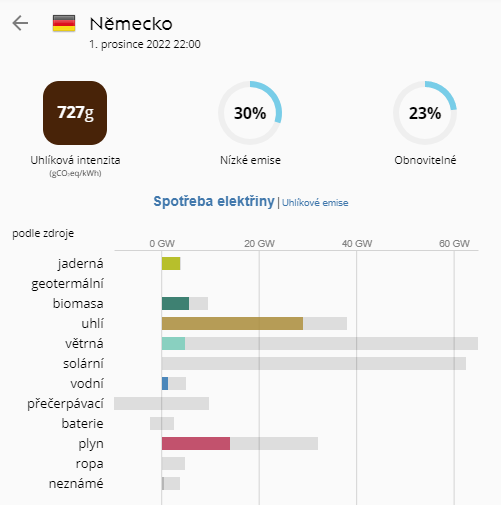 Německo
1. prosince 2022 22:00
727g
30%
23%
Uhlíková intenzita
(gCO₂eq/kWh)
Nízké emise
Obnovitelné
Spotřeba elektřiny | Uhlíkové emise
podle zdroje
0 GW 20 GW 40 GW 60 GW
jaderná
geotermální
biomasa
uhlí
větrná
solární
vodní
přečerpávací
baterie
plyn
ropa
neznámé